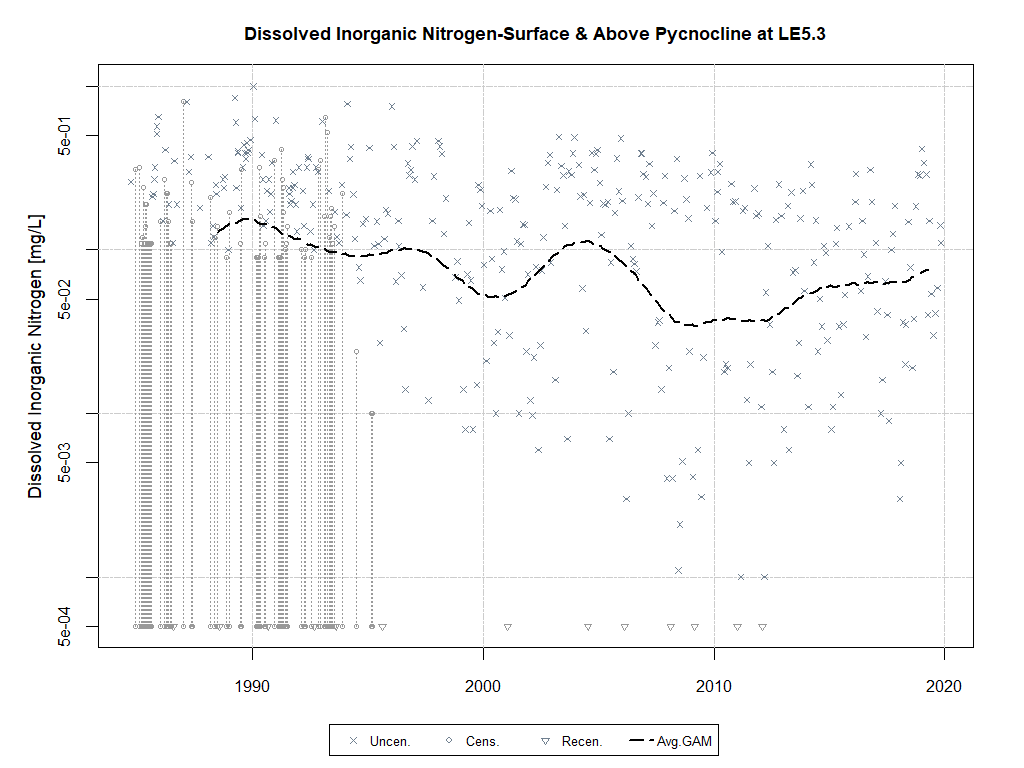 Dissolved Inorganic Nitrogen-Surface & Above Pycnocline at LE5.3
Dissolved Inorganic Nitrogen [mg/L]
5e-01
5e-02
5e-03
5e-04
1990 2000 2010 2020
Uncen. Cens. Recen. Avg.GAM